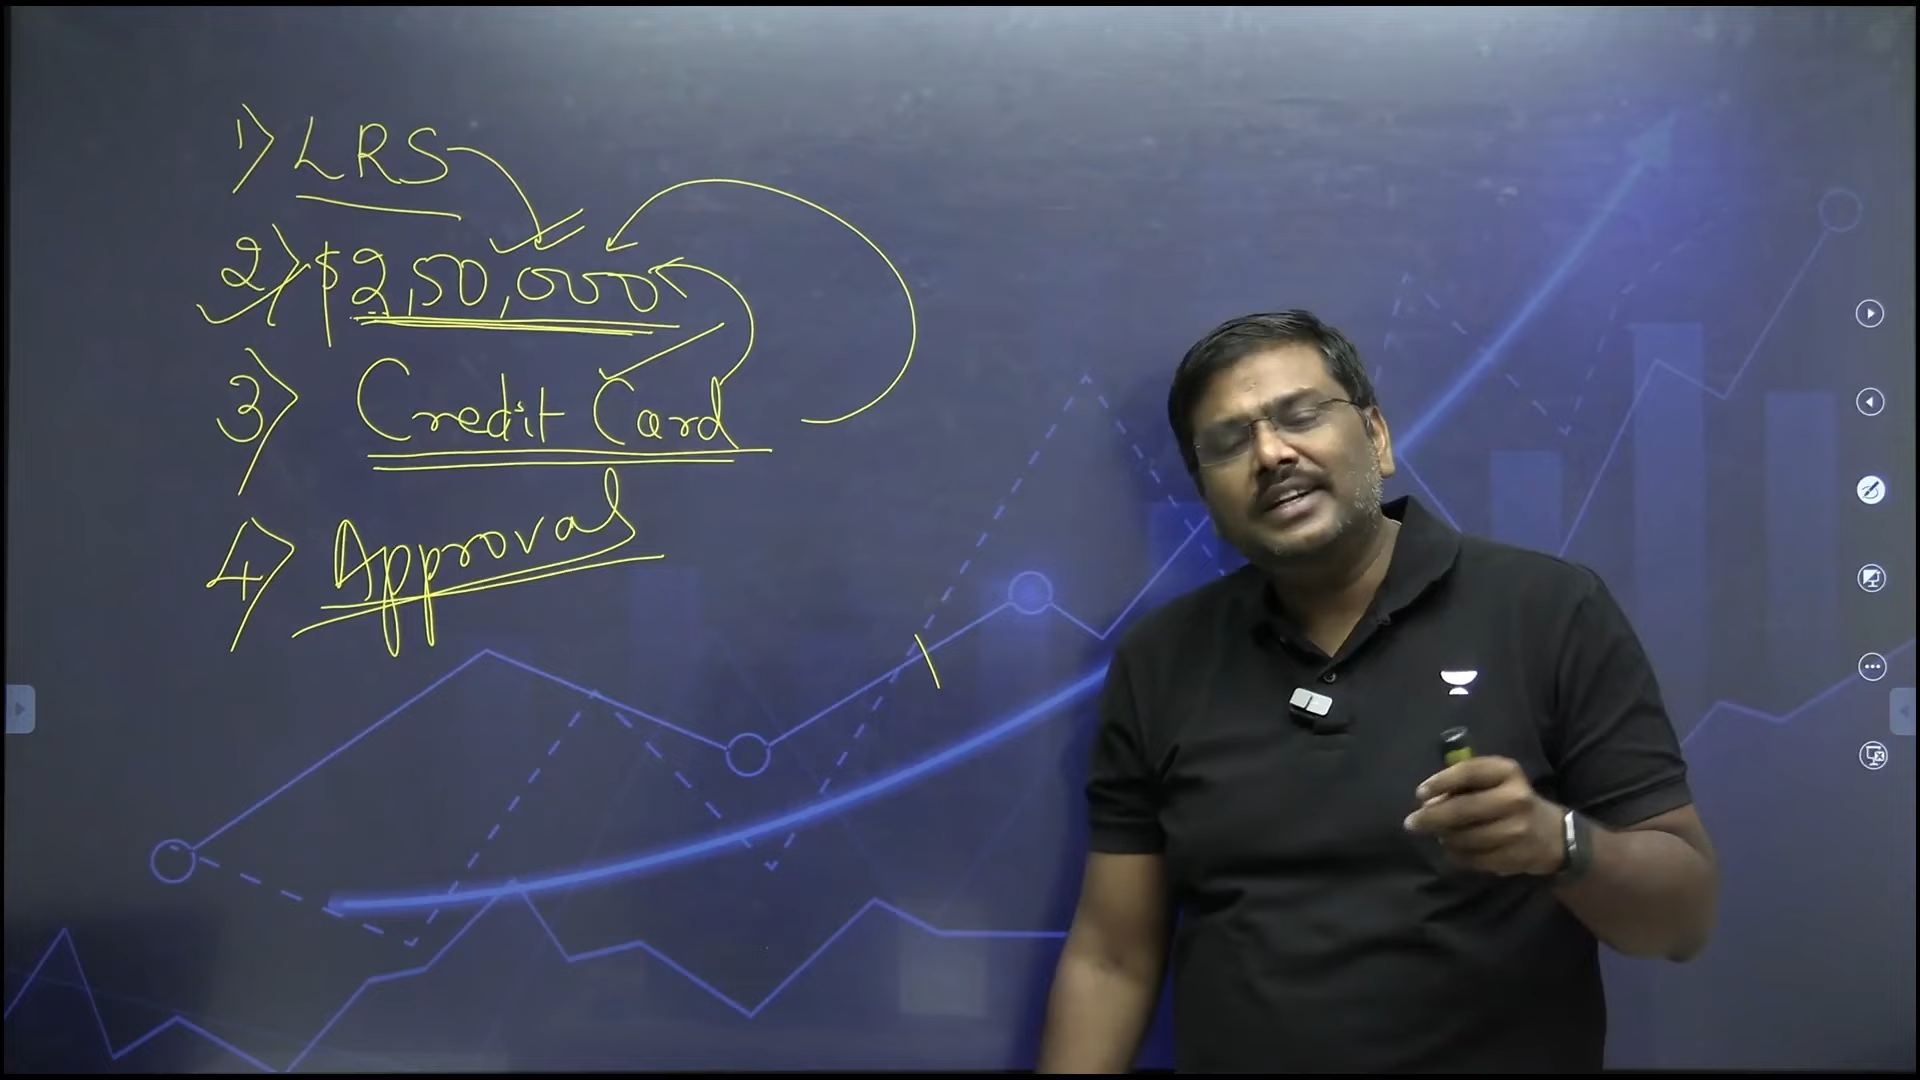 1) LRS
2) $2,50,000
3) Credit Card
4) Approval